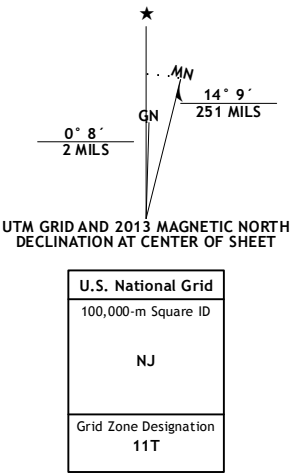 ★
MN
GN
14° 9´
251 MILS
0° 8´
2 MILS
UTM GRID AND 2013 MAGNETIC NORTH
DECLINATION AT CENTER OF SHEET
U.S. National Grid
100,000-m Square ID
NJ
Grid Zone Designation
11T